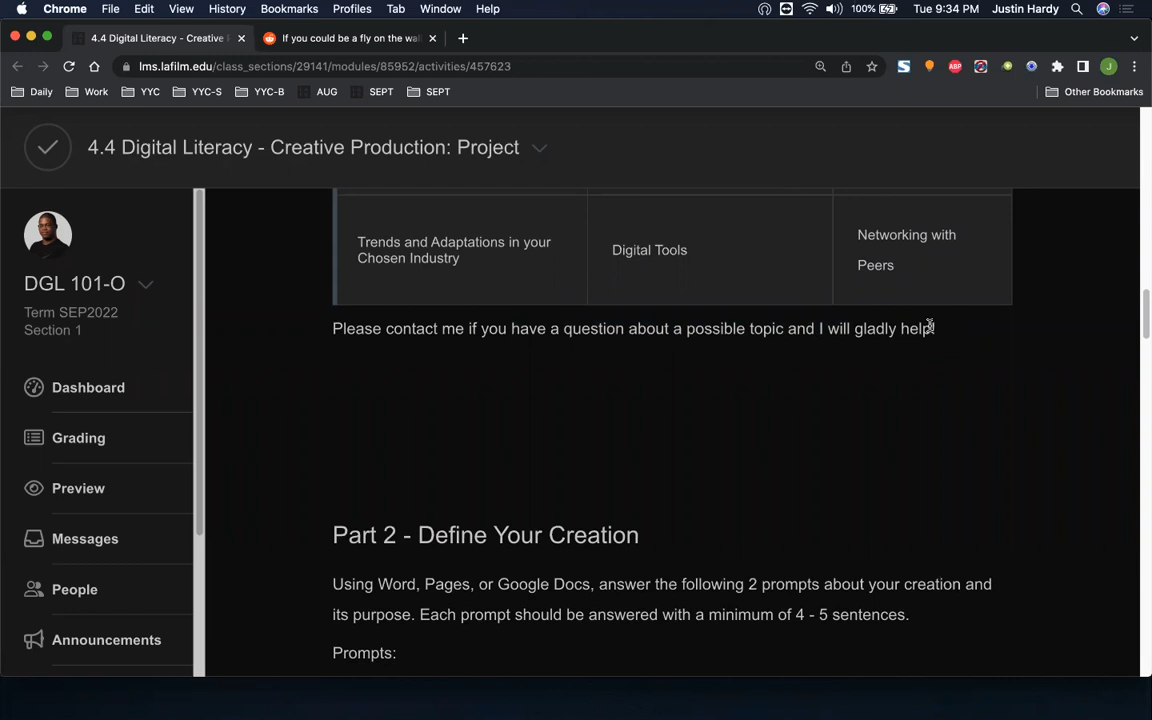 Chrome File Edit View History Bookmarks Profiles Tab Window Help 100% Tue 9:34 PM Justin Hardy
4.4 Digital Literacy - Creative If you could be a fly on the wa
lms.lafilm.edu/class_sections/29141/modules/85952/activities/457623
ABP J
Daily Work YYC YYC-S YYC-B AUG SEPT SEPT Other Bookmarks
4.4 Digital Literacy - Creative Production: Project
DGL 101-O
Term SEP2022
Section 1
Dashboard
Grading
Preview
Messages
People
Announcements
Trends and Adaptations in your
Chosen Industry
Digital Tools
Networking with
Peers
Please contact me if you have a question about a possible topic and I will gladly help!
Part 2 - Define Your Creation
Using Word, Pages, or Google Docs, answer the following 2 prompts about your creation and
its purpose. Each prompt should be answered with a minimum of 4 - 5 sentences.
Prompts: